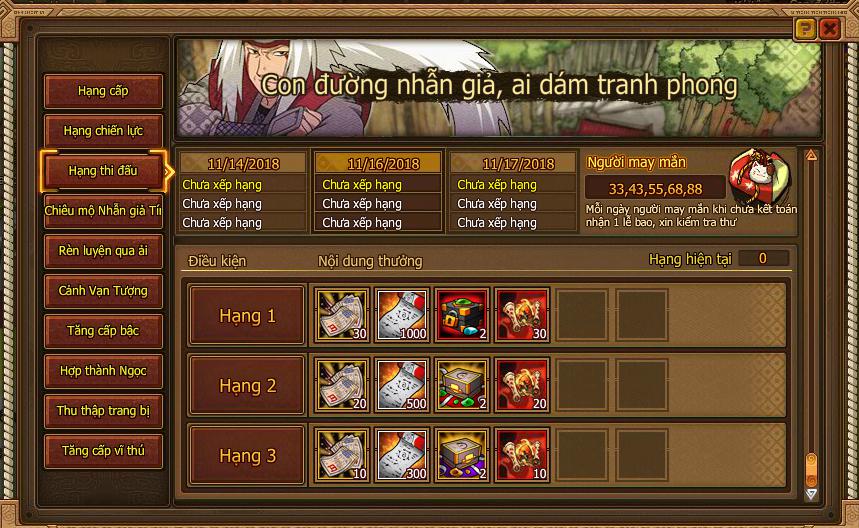 ?
Con đường nhẫn giả, ai dám tranh phong
Hạng cấp
Hạng chiến lực
Hạng thi đấu
Chiêu mộ Nhẫn giả Tin
Rèn luyện qua ải
Cảnh Vạn Tượng
Tăng cấp bậc
Hợp thành Ngọc
Thu thập trang bị
Tăng cấp vĩ thú
11/14/2018
Chưa xếp hạng
Chưa xếp hạng
Chưa xếp hạng
11/16/2018
Chưa xếp hạng
Chưa xếp hạng
Chưa xếp hạng
11/17/2018
Chưa xếp hạng
Chưa xếp hạng
Chưa xếp hạng
Người may mắn
33,43,55,68,88
Mỗi ngày người may mắn khi chưa kết toán
nhận 1 lễ bao, xin kiểm tra thư
Điều kiện Nội dung thưởng Hạng hiện tại 0
Hạng 1 30 1000 2 30
Hạng 2 20 500 2 20
Hạng 3 10 300 2 10